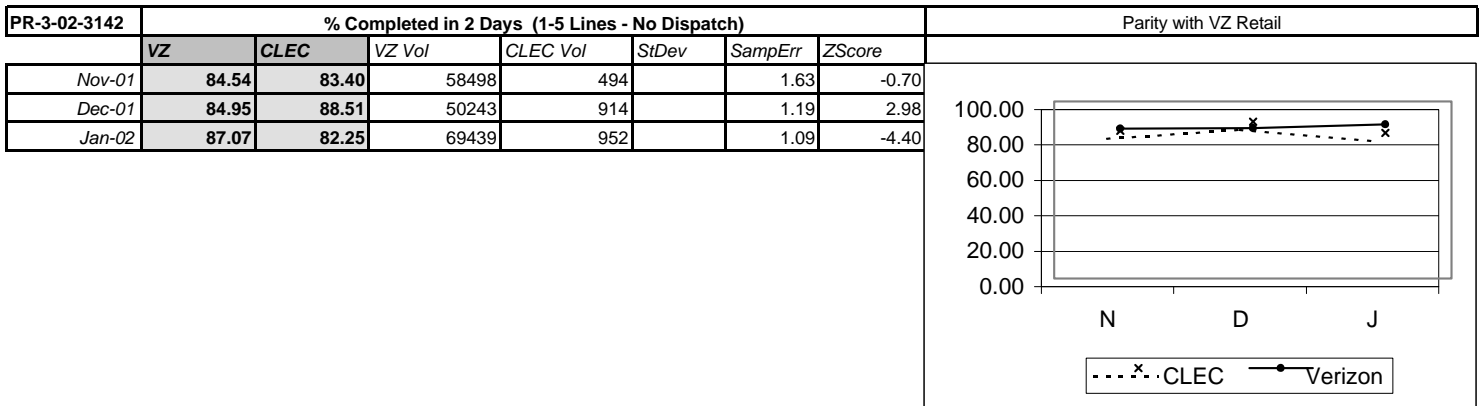 PR-3-02-3142 % Completed in 2 Days (1-5 Lines - No Dispatch) Parity with VZ Retail
VZ CLEC VZ Vol CLEC Vol StDev SampErr ZScore
Nov-01 84.54 83.40 58498 494 1.63 -0.70
Dec-01 84.95 88.51 50243 914 1.19 2.98
Jan-02 87.07 82.25 69439 952 1.09 -4.40
100.00
80.00
60.00
40.00
20.00
0.00
N D J
CLEC Verizon